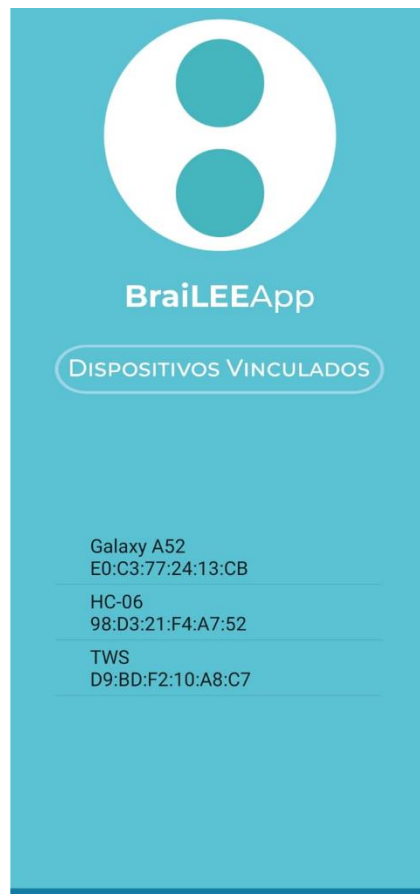 BraiLEEApp
DISPOSITIVOS VINCULADOS
Galaxy A52
E0:C3:77:24:13:CB
HC-06
98:D3:21:F4:A7:52
TWS
D9:BD:F2:10:A8:C7